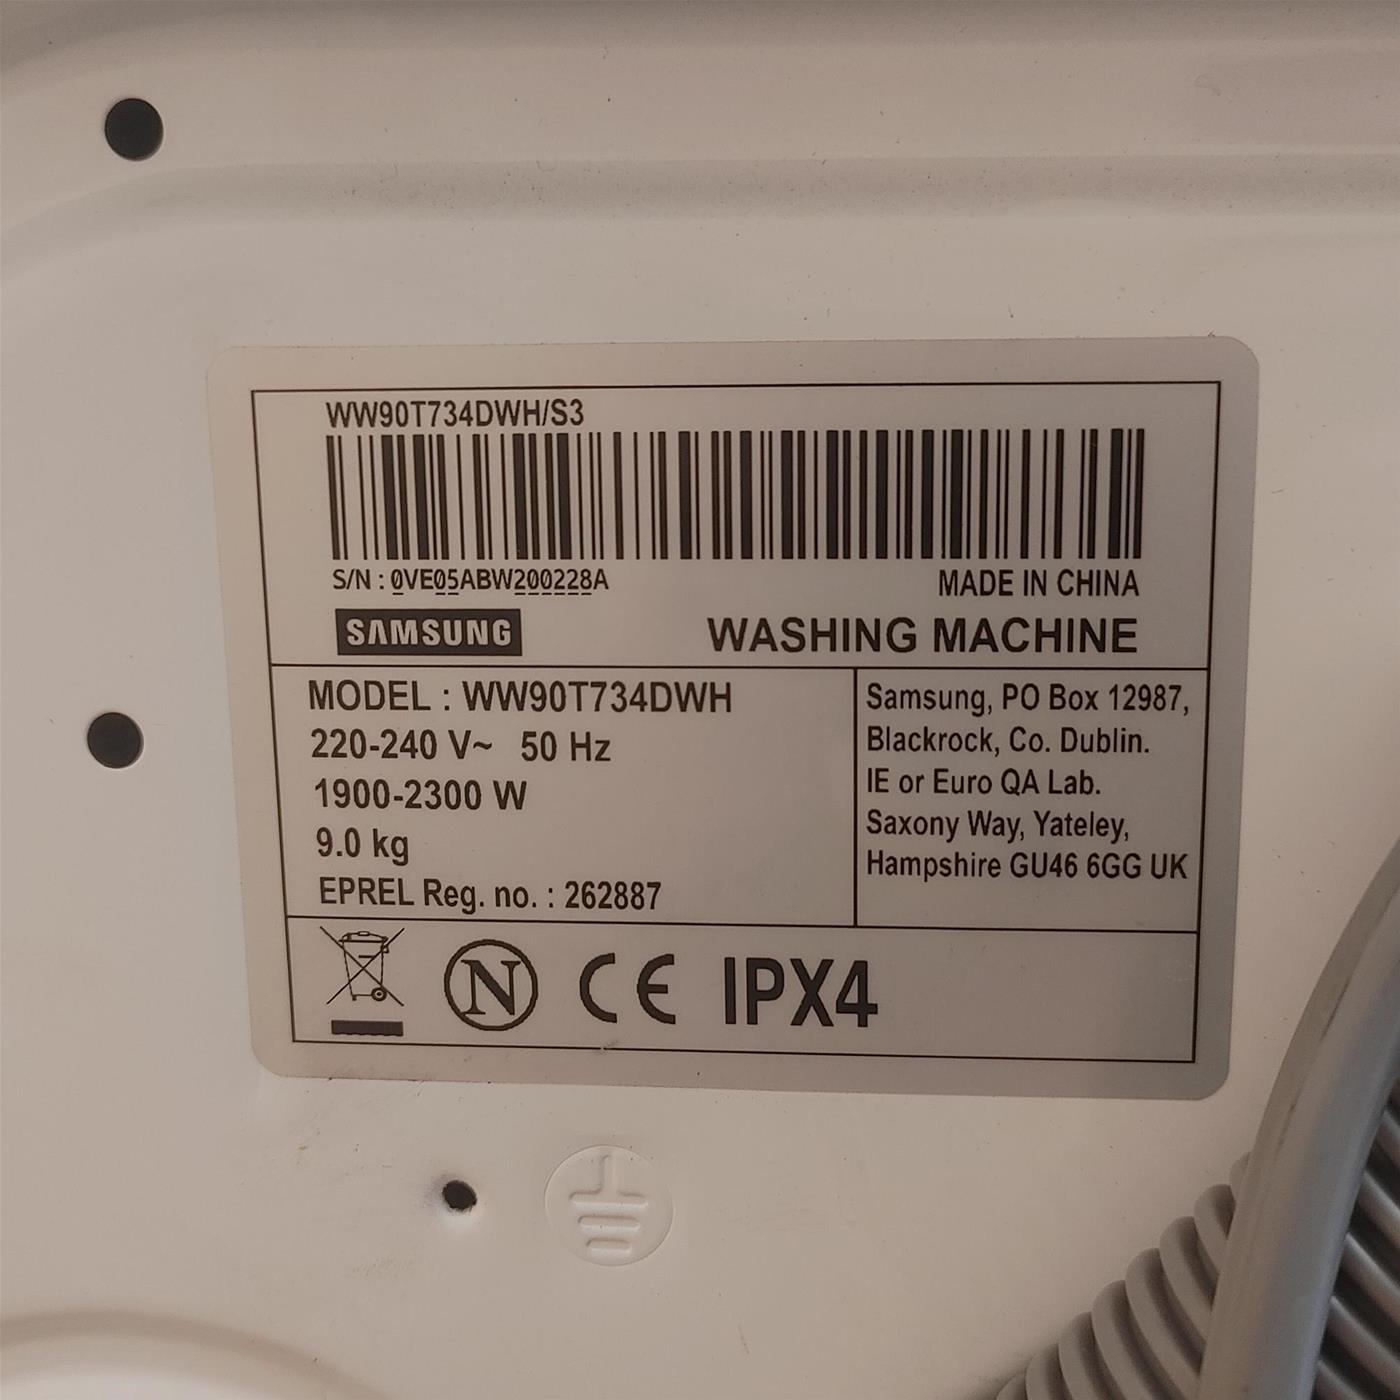 WW90T734DWH/S3
S/N : 0VE05ABW200228A
MADE IN CHINA
SAMSUNG
WASHING MACHINE
MODEL : WW90T734DWH
220-240 V~ 50 Hz
1900-2300 W
9.0 kg
EPREL Reg. no. : 262887
Samsung, PO Box 12987,
Blackrock, Co. Dublin.
IE or Euro QA Lab.
Saxony Way, Yateley,
Hampshire GU46 6GG UK
N CE IPX4